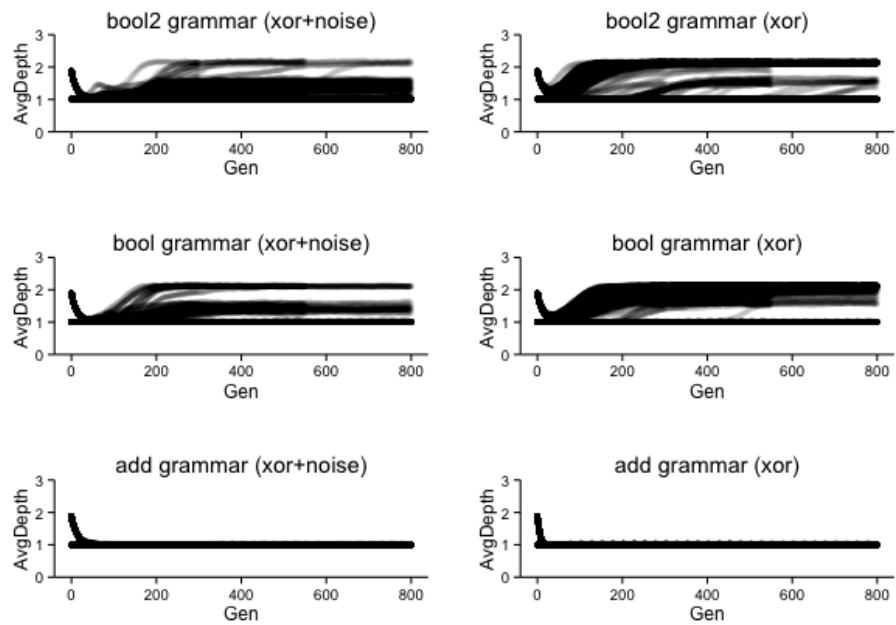 bool2 grammar (xor+noise)
3
2
1
0
AvgDepth
0 200 400 600 800
Gen
bool2 grammar (xor)
3
2
1
0
AvgDepth
0 200 400 600 800
Gen
bool grammar (xor+noise)
3
2
1
0
AvgDepth
0 200 400 600 800
Gen
bool grammar (xor)
3
2
1
0
AvgDepth
0 200 400 600 800
Gen
add grammar (xor+noise)
3
2
1
0
AvgDepth
0 200 400 600 800
Gen
add grammar (xor)
3
2
1
0
AvgDepth
0 200 400 600 800
Gen